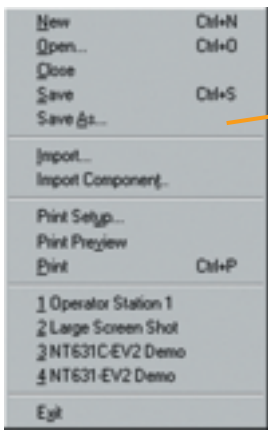 New Ctrl+N
Open... Ctrl+O
Close
Save Ctrl+S
Save As...
Import...
Import Component...
Print Setup...
Print Preview
Print Ctrl+P
1 Operator Station 1
2 Large Screen Shot
3 NT631C-EV2 Demo
4 NT631-EV2 Demo
Exit